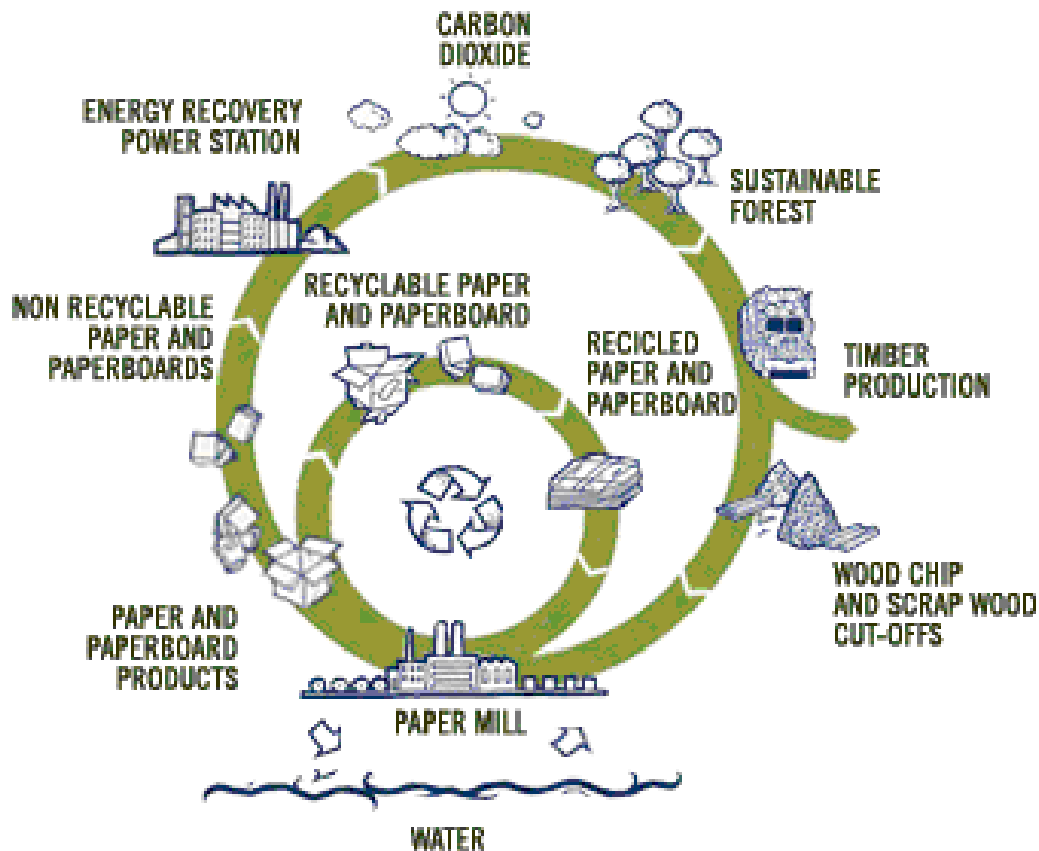 CARBON
DIOXIDE
ENERGY RECOVERY
POWER STATION
SUSTAINABLE
FOREST
RECYCLABLE PAPER
AND PAPERBOARD
NON RECYCLABLE
PAPER AND
PAPERBOARDS
RECICLED
PAPER AND
PAPERBOARD
TIMBER
PRODUCTION
WOOD CHIP
AND SCRAP WOOD
CUT-OFFS
PAPER AND
PAPERBOARD
PRODUCTS
PAPER MILL
WATER